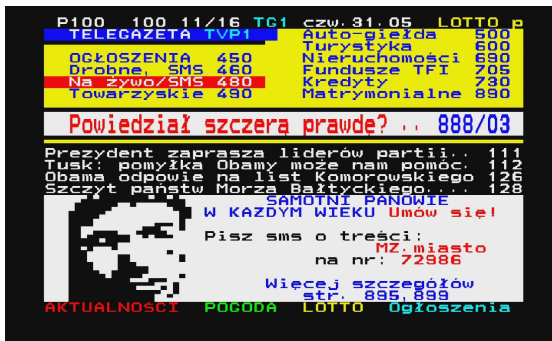 P100 100 11/16 TG1 czw.31.05 LOTTO p
TELEGAZETA TVP1 Auto-giełda 500
Turystyka 600
OGŁOSZENIA 450 Nieruchomości 690
Drobne, SMS 460 Fundusze TFI 705
Na żywo/SMS 480 Kredyty 730
Towarzyskie 490 Matrymonialne 890
Powiedział szczerą prawdę? .. 888/03
Prezydent zaprasza liderów partii.. 111
Tusk: pomyłka Obamy może nam pomóc. 112
Obama odpowie na list Komorowskiego 126
Szczyt państw Morza Bałtyckiego.... 128
SAMOTNI PANOWIE
W KAŻDYM WIEKU Umów się!
Pisz sms o treści:
MZ.miasto
na nr: 72986
Więcej szczegółów
str. 895,899
AKTUALNOŚCI POGODA LOTTO Ogłoszenia